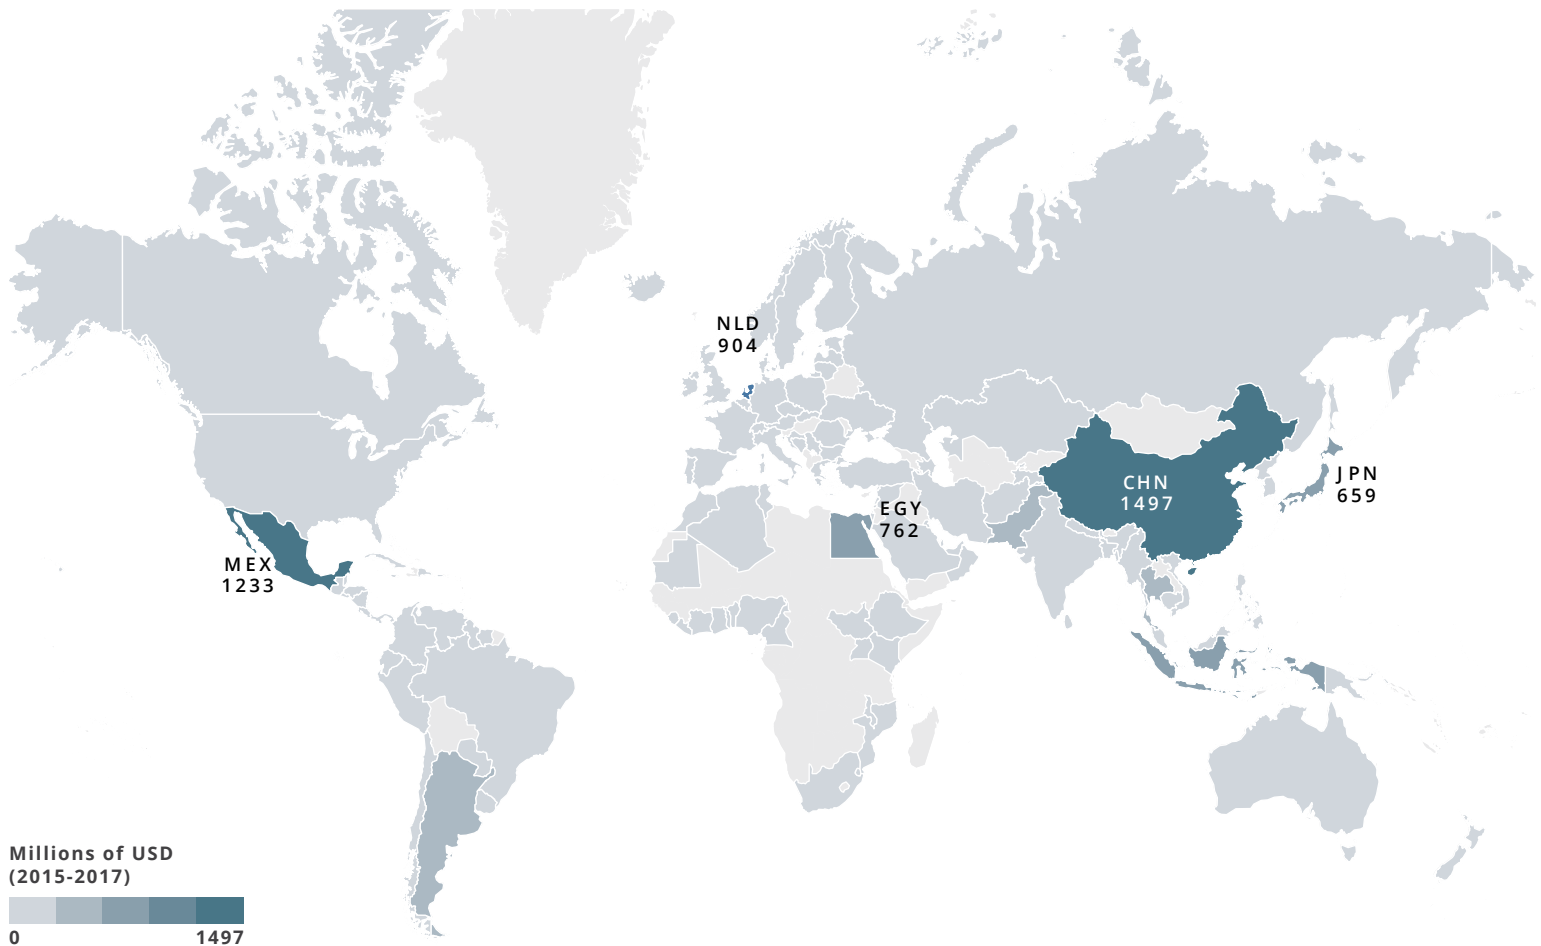 NLD
904
CHN
1497
JPN
659
EGY
762
MEX
1233
Millions of USD
(2015-2017)
0 1497